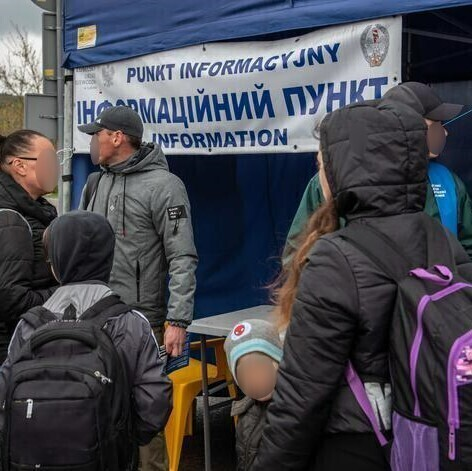 PUNKT INFORMACYJNY
ІНФОРМАЦІЙНИЙ ПУНКТ
INFORMATION